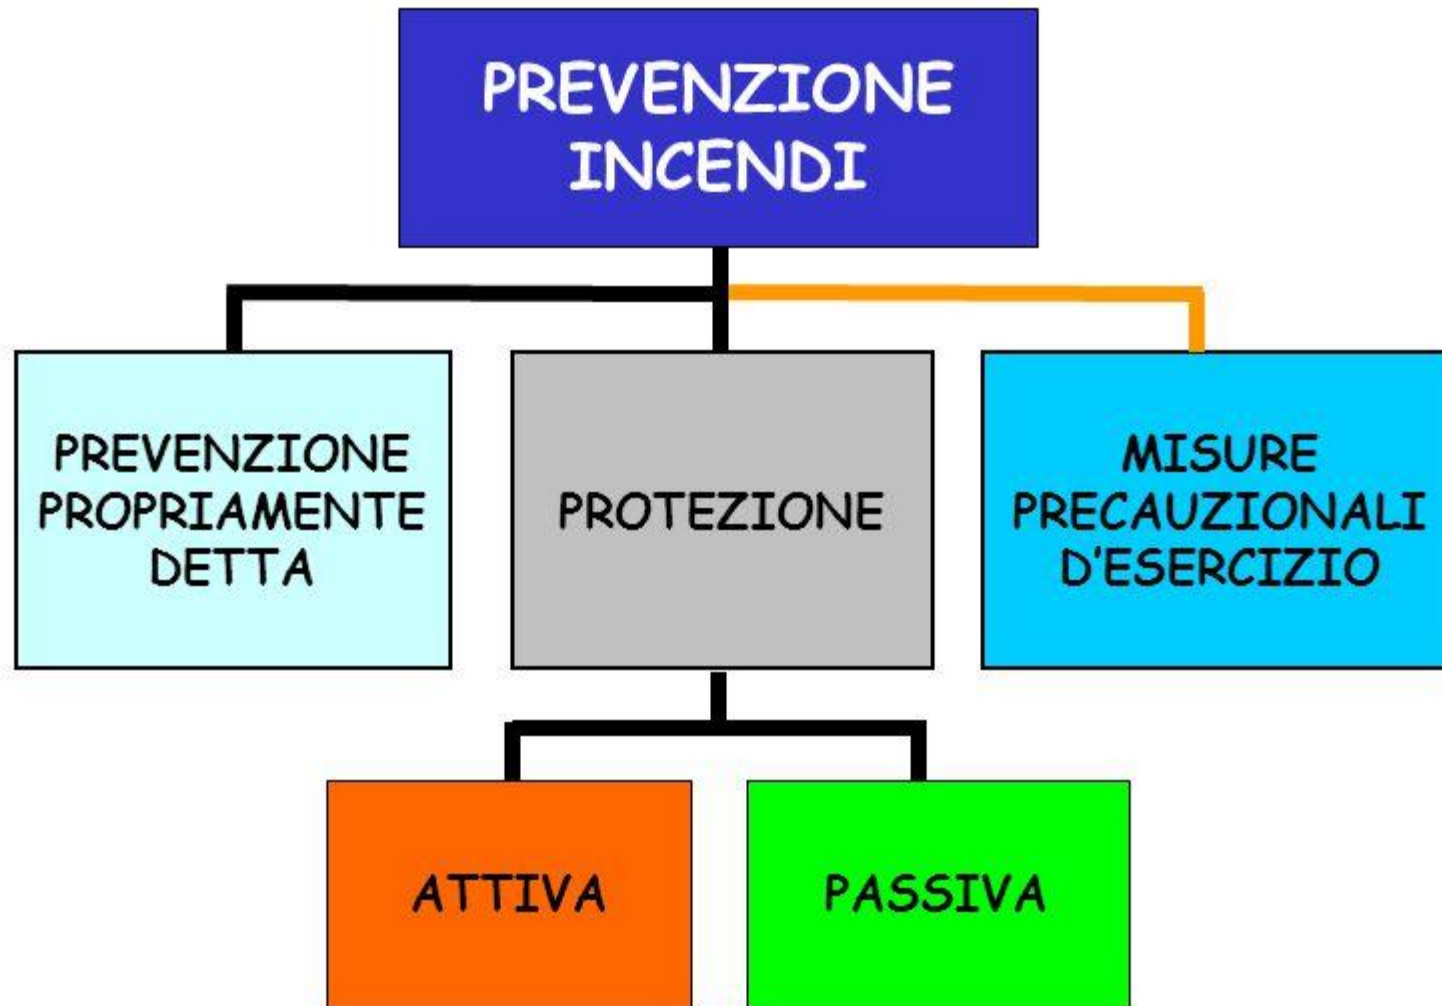 PREVENZIONE
INCENDI
PREVENZIONE
PROPRIAMENTE
DETTA
PROTEZIONE
MISURE
PRECAUZIONALI
D'ESERCIZIO
ATTIVA
PASSIVA